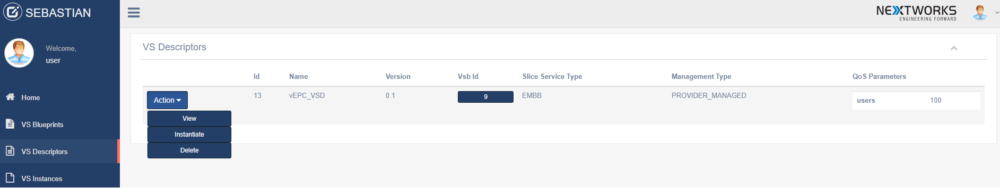 SEBASTIAN
NEXTWORKS
ENGINEERING FORWARD
Welcome,
user
Home
VS Blueprints
VS Descriptors
VS Instances
VS Descriptors
Id Name Version Vsb Id Slice Service Type Management Type QoS Parameters
Action 13 vEPC_VSD 0.1 9 EMBB PROVIDER_MANAGED users 100
View
Instantiate
Delete